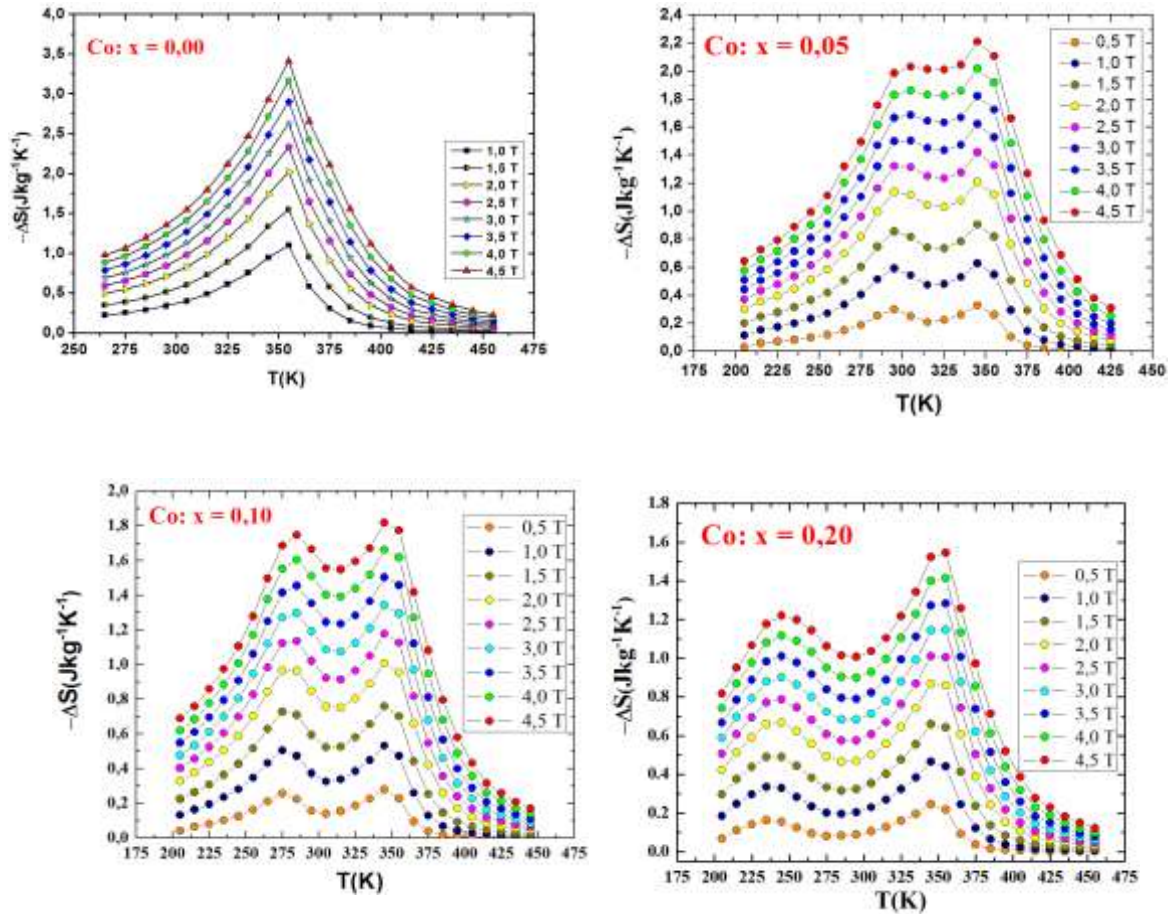 Co: x = 0,00
4,0
3,5
3,0
2,5
2,0
1,5
1,0
0,5
0,0
−ΔS(Jkg⁻¹K⁻¹)
1,0 T
1,5 T
2,0 T
2,5 T
3,0 T
3,5 T
4,0 T
4,5 T
250 275 300 325 350 375 400 425 450 475
T(K)
Co: x = 0,05
2,4
2,2
2,0
1,8
1,6
1,4
1,2
1,0
0,8
0,6
0,4
0,2
0,0
−ΔS(Jkg⁻¹K⁻¹)
0,5 T
1,0 T
1,5 T
2,0 T
2,5 T
3,0 T
3,5 T
4,0 T
4,5 T
175 200 225 250 275 300 325 350 375 400 425 450
T(K)
Co: x = 0,10
2,0
1,8
1,6
1,4
1,2
1,0
0,8
0,6
0,4
0,2
0,0
−ΔS(Jkg⁻¹K⁻¹)
0,5 T
1,0 T
1,5 T
2,0 T
2,5 T
3,0 T
3,5 T
4,0 T
4,5 T
175 200 225 250 275 300 325 350 375 400 425 450 475
T(K)
Co: x = 0,20
1.8
1.6
1.4
1.2
1.0
0.8
0.6
0.4
0.2
0.0
−ΔS(Jkg⁻¹K⁻¹)
0,5 T
1,0 T
1,5 T
2,0 T
2,5 T
3,0 T
3,5 T
4,0 T
4,5 T
175 200 225 250 275 300 325 350 375 400 425 450 475
T(K)